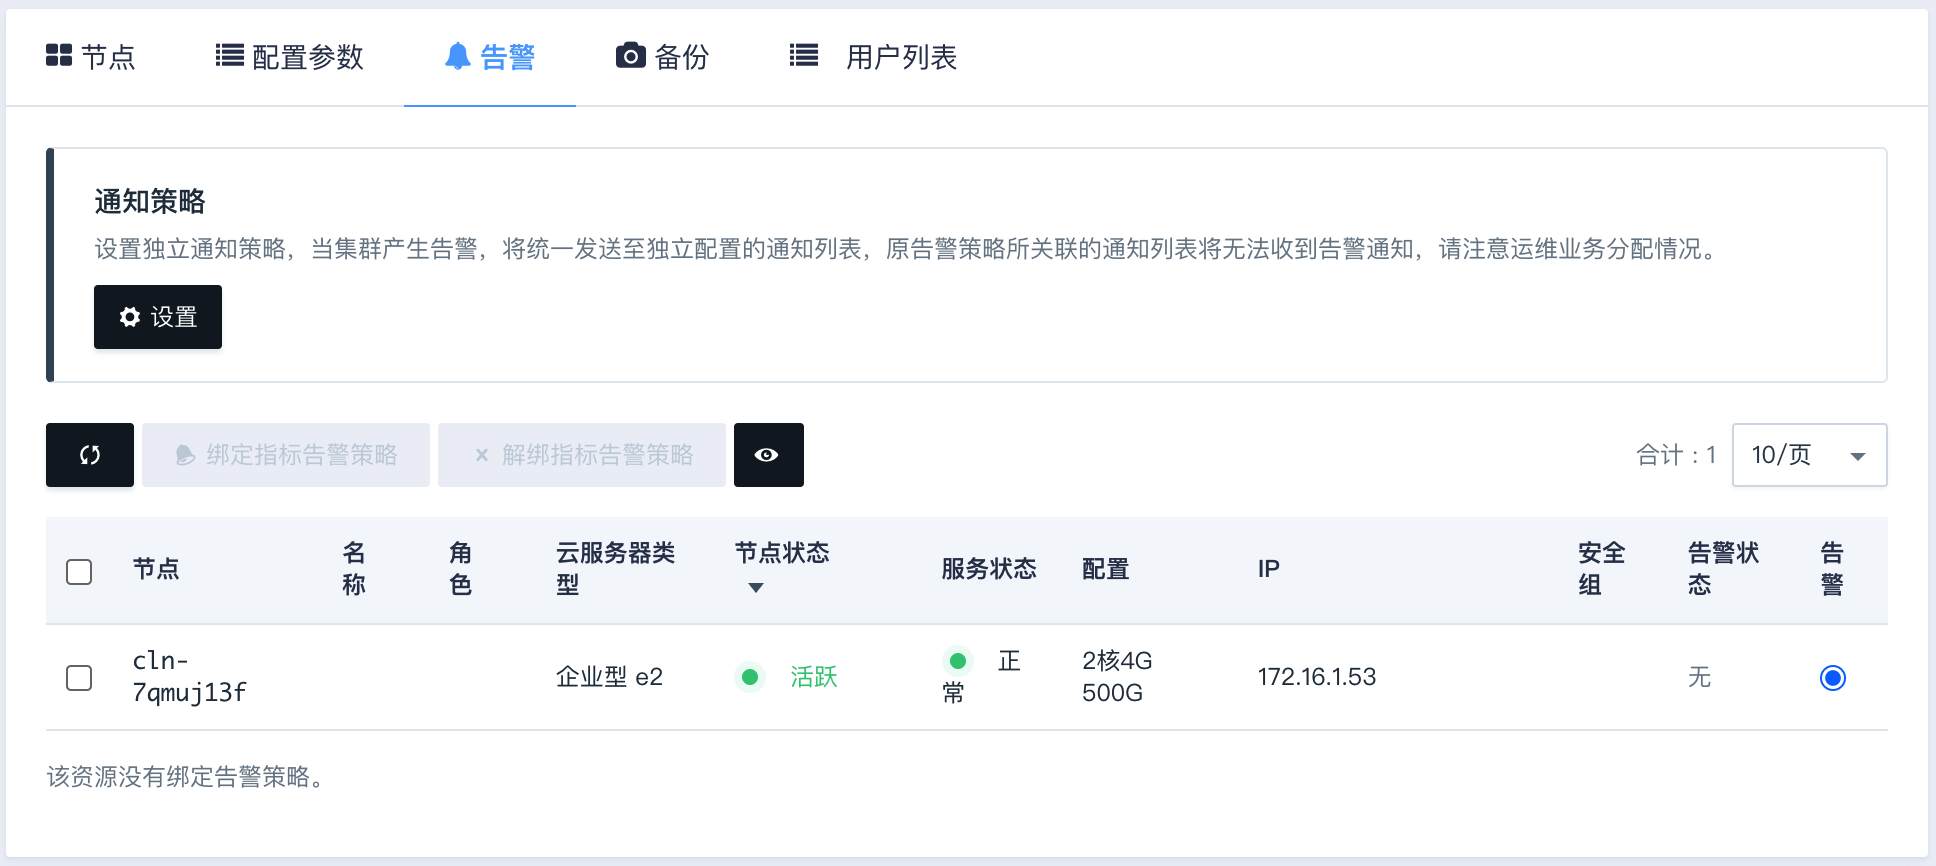 节点 配置参数 告警 备份 用户列表
通知策略
设置独立通知策略，当集群产生告警，将统一发送至独立配置的通知列表，原告警策略所关联的通知列表将无法收到告警通知，请注意运维业务分配情况。
设置
绑定指标告警策略 解绑指标告警策略 合计：1 10/页
节点 名称 角色 云服务器类型 节点状态 服务状态 配置 IP 安全组 告警状态 告警
cln-7qmuj13f 企业型 e2 活跃 正常 2核4G 500G 172.16.1.53 无
该资源没有绑定告警策略。